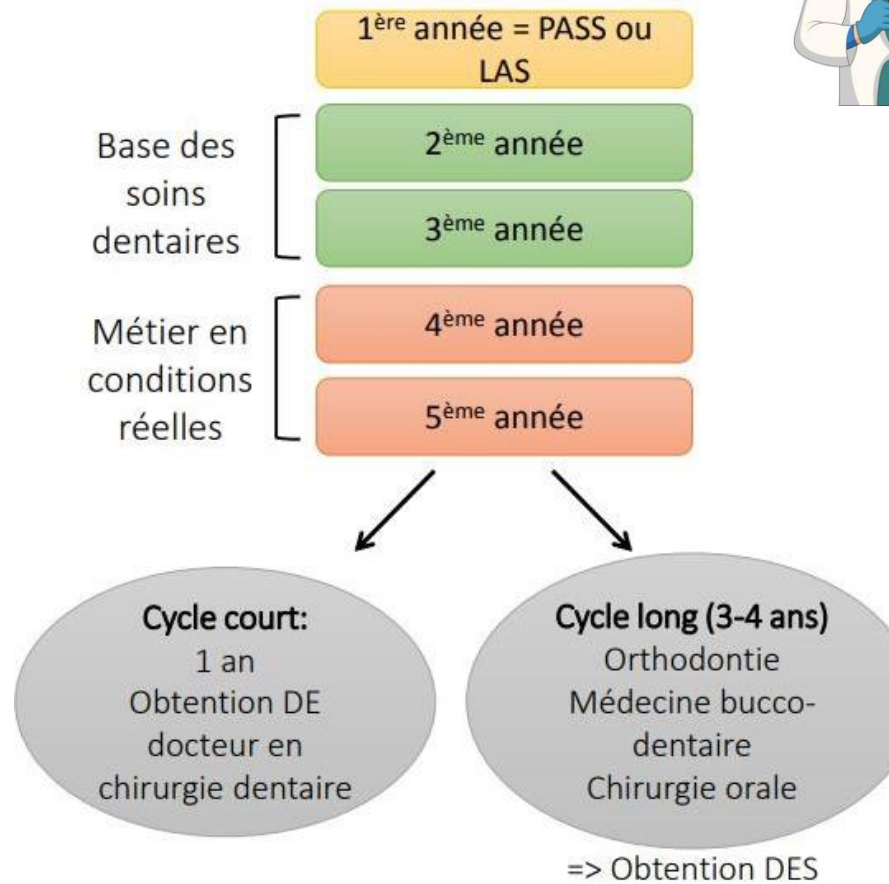 1ère année = PASS ou
LAS
Base des
soins
dentaires
2ème année
3ème année
Métier en
conditions
réelles
4ème année
5ème année
Cycle court:
1 an
Obtention DE
docteur en
chirurgie dentaire
Cycle long (3-4 ans)
Orthodontie
Médecine bucco-
dentaire
Chirurgie orale
=> Obtention DES